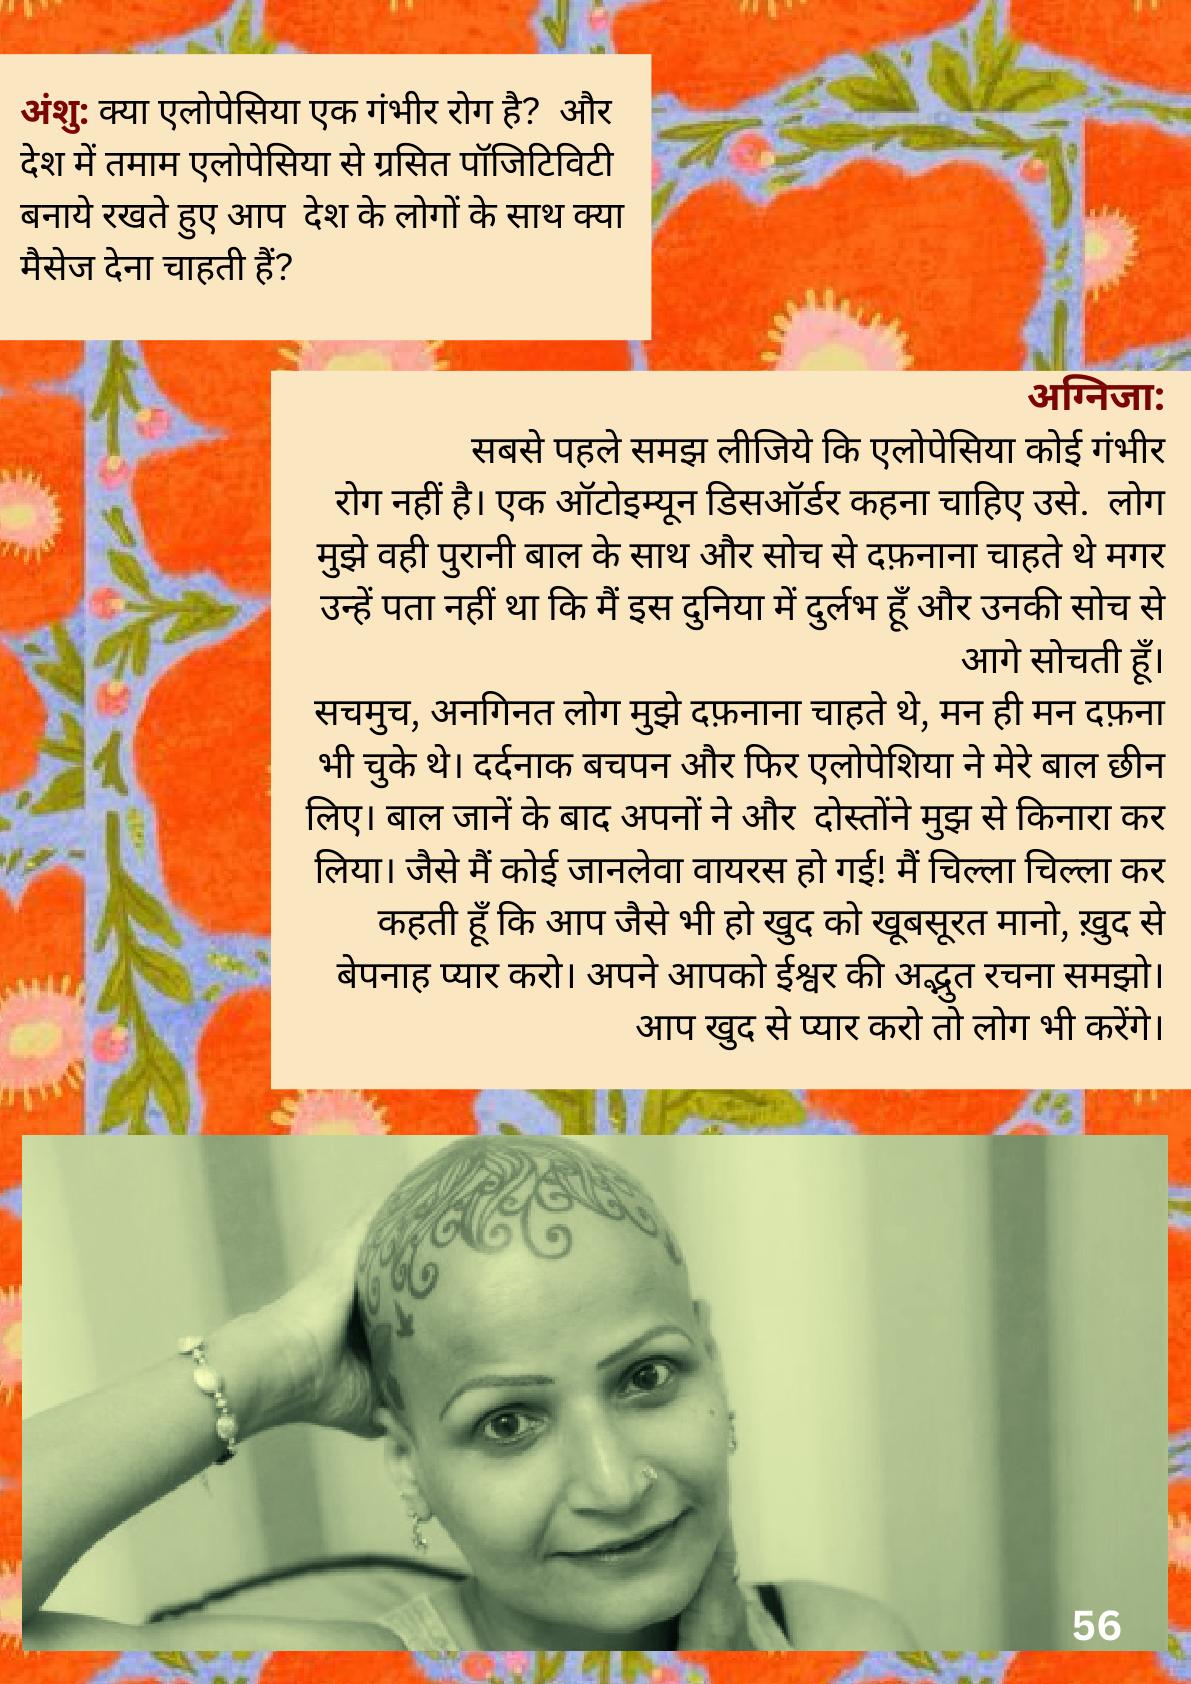 अंशु: क्या एलोपेसिया एक गंभीर रोग है?  और
देश में तमाम एलोपेसिया से ग्रसित पॉजिटिविटी
बनाये रखते हुए आप  देश के लोगों के साथ क्या
मैसेज देना चाहती हैं?
अग्निजा:
सबसे पहले समझ लीजिये कि एलोपेसिया कोई गंभीर
रोग नहीं है। एक ऑटोइम्यून डिसऑर्डर कहना चाहिए उसे.  लोग
मुझे वही पुरानी बाल के साथ और सोच से दफ़नाना चाहते थे मगर
उन्हें पता नहीं था कि मैं इस दुनिया में दुर्लभ हूँ और उनकी सोच से
आगे सोचती हूँ।
सचमुच, अनगिनत लोग मुझे दफ़नाना चाहते थे, मन ही मन दफ़ना
भी चुके थे। दर्दनाक बचपन और फिर एलोपेशिया ने मेरे बाल छीन
लिए। बाल जानें के बाद अपनों ने और  दोस्तोंने मुझ से किनारा कर
लिया। जैसे मैं कोई जानलेवा वायरस हो गई! मैं चिल्ला चिल्ला कर
कहती हूँ कि आप जैसे भी हो खुद को खूबसूरत मानो, ख़ुद से
बेपनाह प्यार करो। अपने आपको ईश्वर की अद्भुत रचना समझो।
आप खुद से प्यार करो तो लोग भी करेंगे।
56